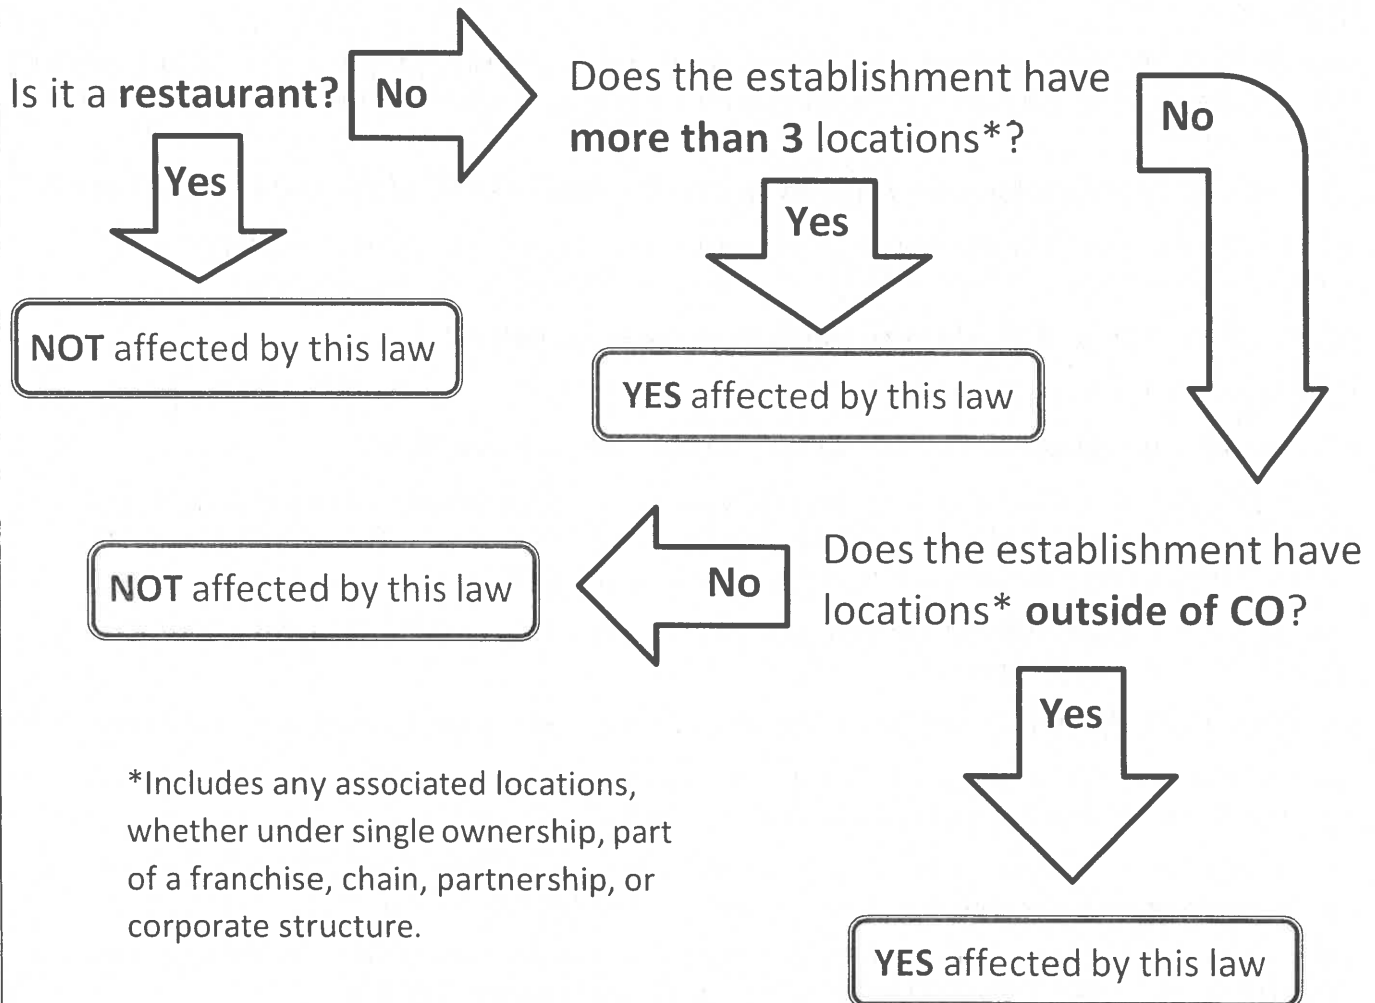 Is it a restaurant?
No
Does the establishment have
more than 3 locations*?
No
Yes
Yes
NOT affected by this law
YES affected by this law
Does the establishment have
locations* outside of CO?
No
NOT affected by this law
Yes
*Includes any associated locations,
whether under single ownership, part
of a franchise, chain, partnership, or
corporate structure.
YES affected by this law